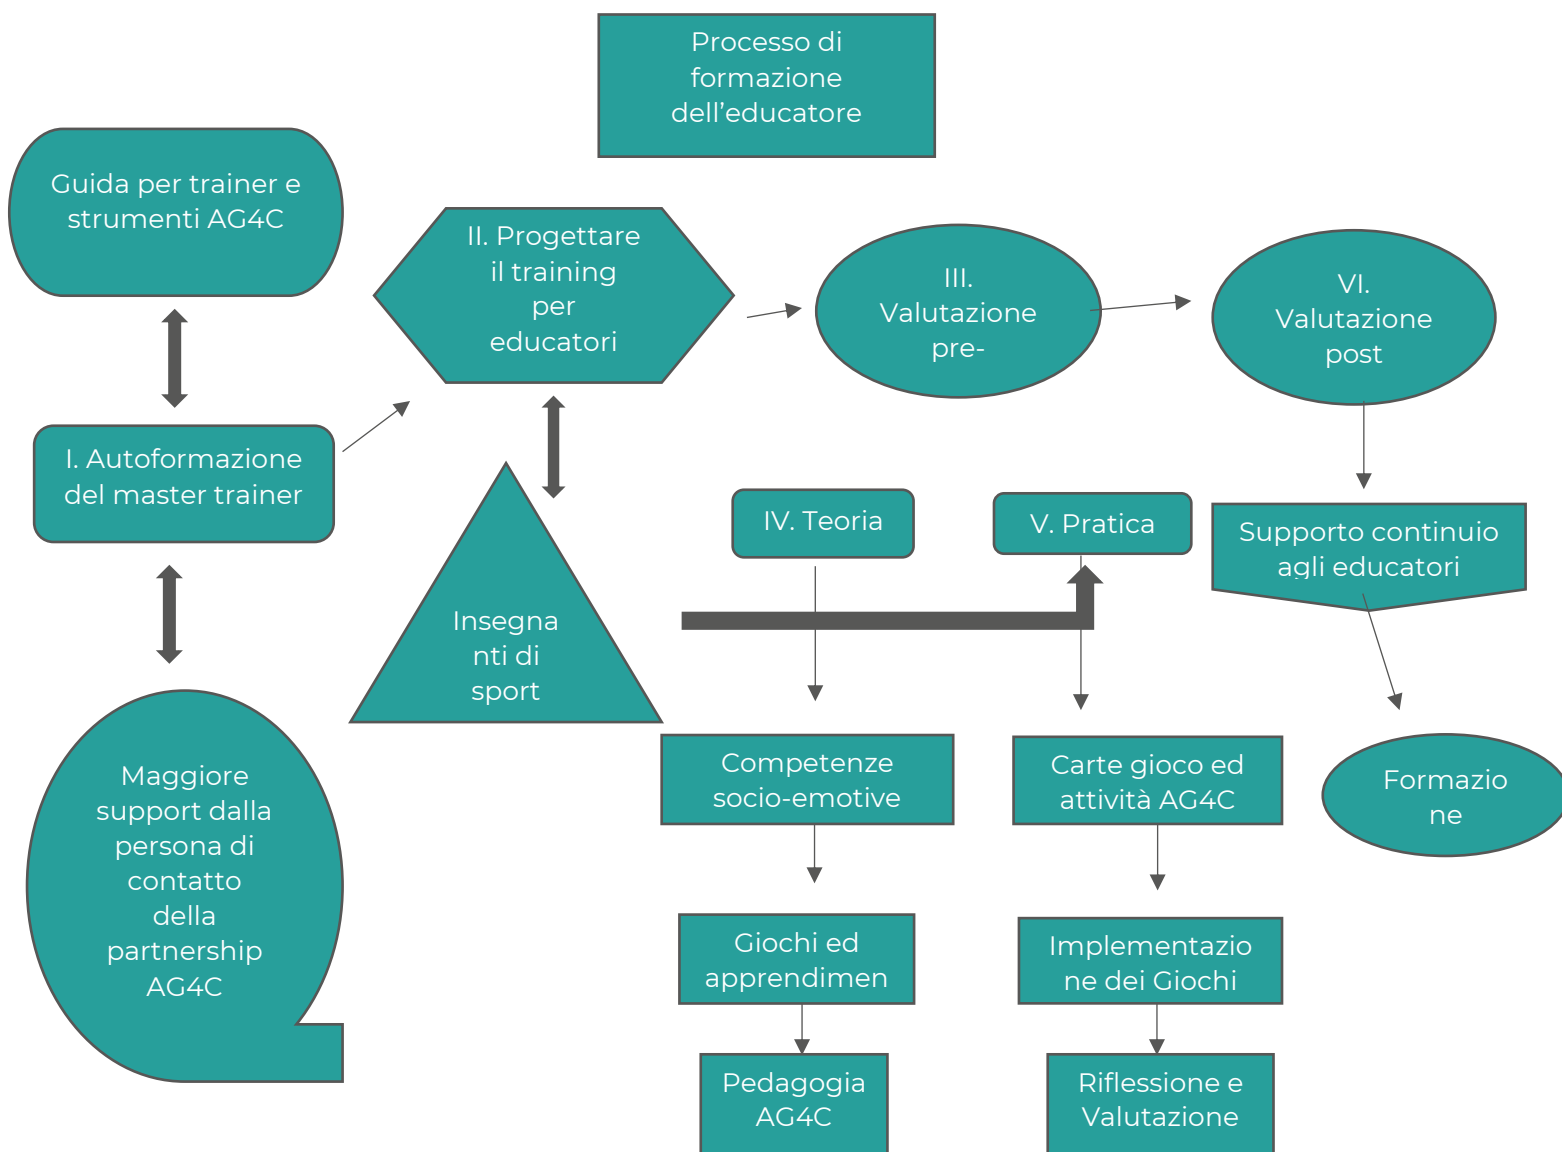 Processo di
formazione
dell’educatore
Guida per trainer e
strumenti AG4C
II. Progettare
il training
per
educatori
III.
Valutazione
pre-
VI.
Valutazione
post
I. Autoformazione
del master trainer
IV. Teoria
V. Pratica
Supporto continuio
agli educatori
Insegna
nti di
sport
Maggiore
support dalla
persona di
contatto
della
partnership
AG4C
Competenze
socio-emotive
Carte gioco ed
attività AG4C
Formazio
ne
Giochi ed
apprendimen
Implementazio
ne dei Giochi
Pedagogia
AG4C
Riflessione e
Valutazione